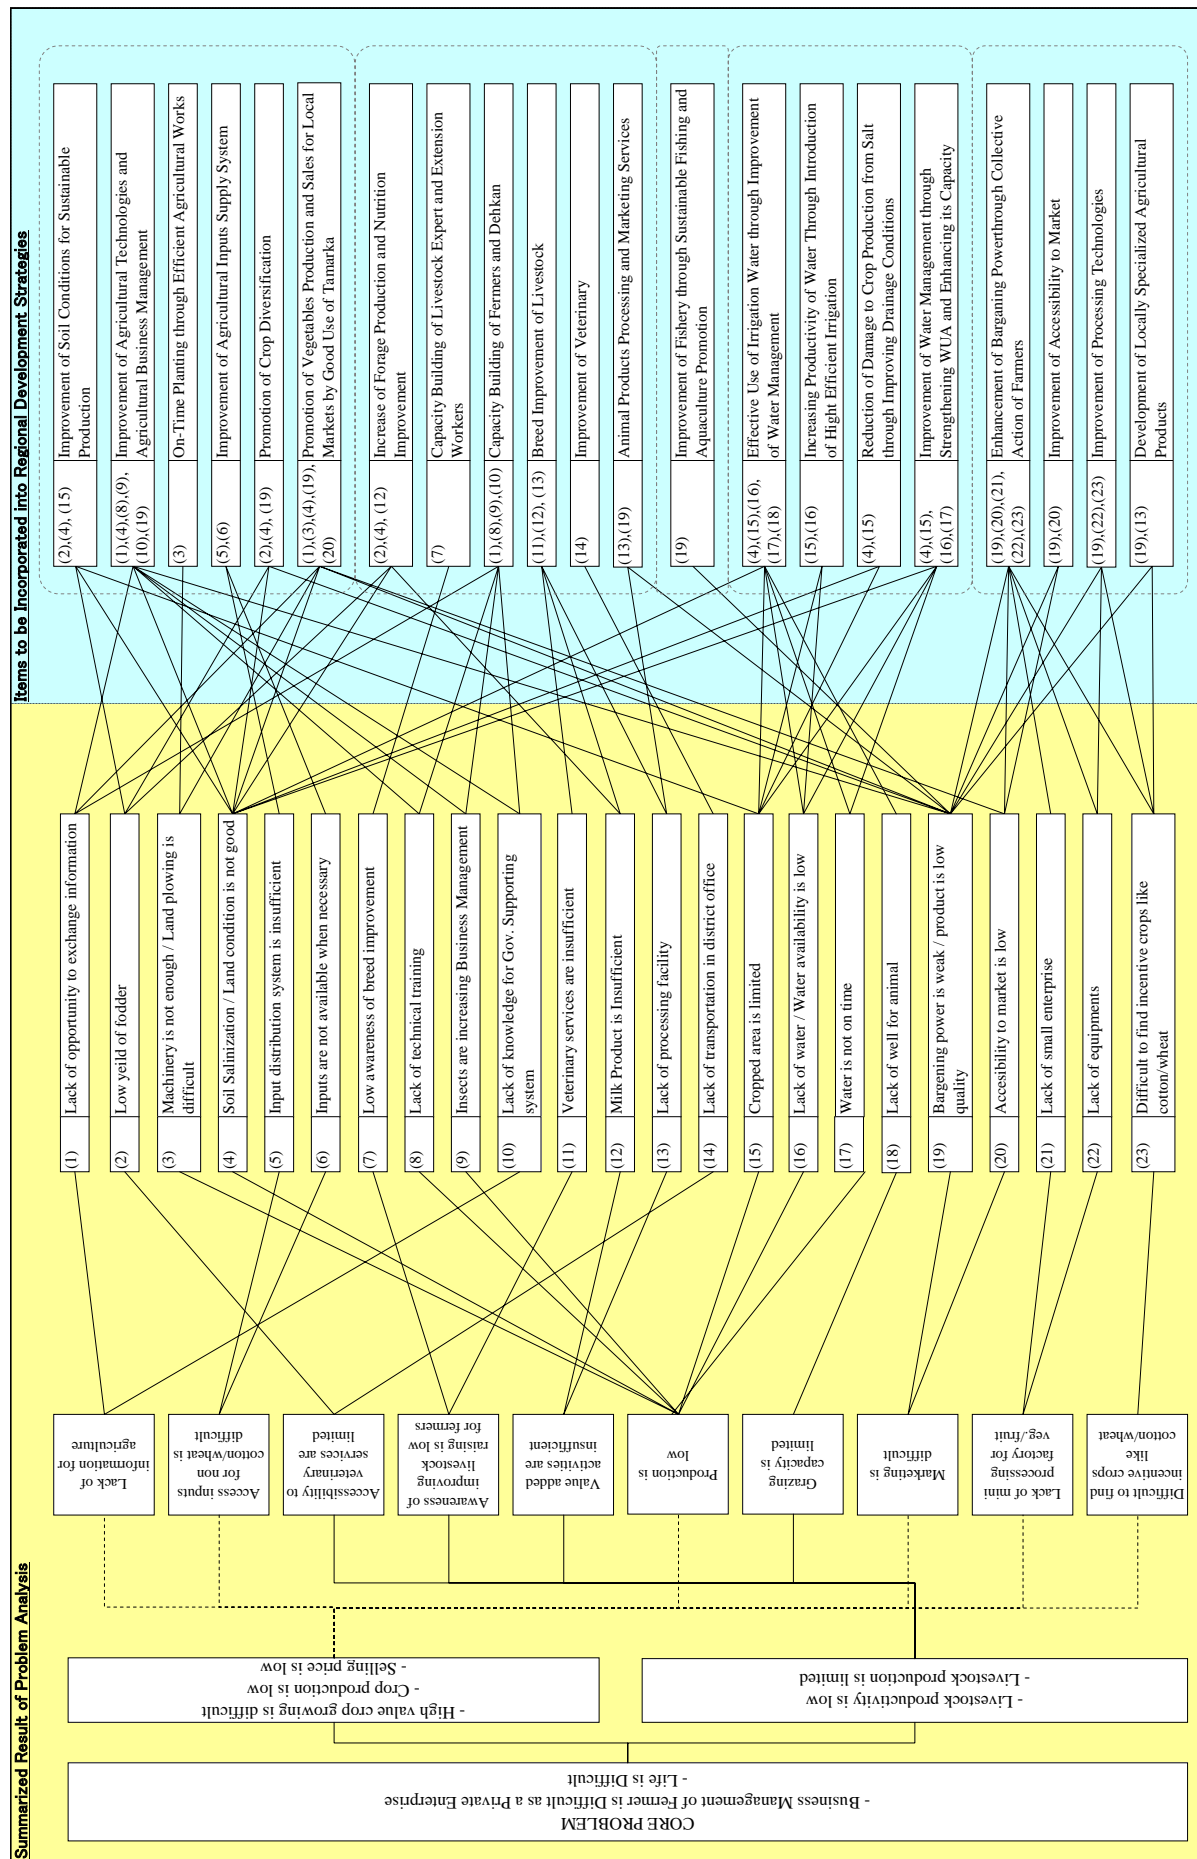 Items to be Incorporated into Regional Development Strategies
(2),(4), (15)
Improvement of Soil Conditions for Sustainable
Production
(1),(4),(8),(9),
(10),(19)
Improvement of Agricultural Technologies and
Agricultural Business Management
(3)
On-Time Planting through Efficient Agricultural Works
(5),(6)
Improvement of Agricultural Inputs Supply System
(2),(4), (19)
Promotion of Crop Diversification
(1),(3),(4),(19),
(20)
Promotion of Vegetables Production and Sales for Local
Markets by Good Use of Tamarka
(2),(4), (12)
Increase of Forage Production and Nutrition
Improvement
(7)
Capacity Building of Livestock Expert and Extension
Workers
(1),(8),(9),(10)
Capacity Building of Fermers and Dehkan
(11),(12), (13)
Breed Improvement of Livestock
(14)
Improvement of Veterinary
(13),(19)
Animal Products Processing and Marketing Services
(19)
Improvement of Fishery through Sustainable Fishing and
Aquaculture Promotion
(4),(15),(16),
(17),(18)
Effective Use of Irrigation Water through Improvement
of Water Management
(15),(16)
Increasing Productivity of Water Through Introduction
of Hight Efficient Irrigation
(4),(15)
Reduction of Damage to Crop Production from Salt
through Improving Drainage Conditions
(4),(15),
(16),(17)
Improvement of Water Management through
Strengthening WUA and Enhancing its Capacity
(19),(20),(21),
(22),(23)
Enhancement of Barganing Powerthrough Collective
Action of Farmers
(19),(20)
Improvement of Accessibility to Market
(19),(22),(23)
Improvement of Processing Technologies
(19),(13)
Development of Locally Specialized Agricultural
Products
Summarized Result of Problem Analysis
(1)
Lack of opportunity to exchange information
(2)
Low yeild of fodder
(3)
Machinery is not enough / Land plowing is
difficult
(4)
Soil Salinization / Land condition is not good
(5)
Input distribution system is insufficient
(6)
Inputs are not available when necessary
(7)
Low awareness of breed improvement
(8)
Lack of technical training
(9)
Insects are increasing Business Management
(10)
Lack of knowledge for Gov. Supporting
system
(11)
Veterinary services are insufficient
(12)
Milk Product is Insufficient
(13)
Lack of processing facility
(14)
Lack of transportation in district office
(15)
Cropped area is limited
(16)
Lack of water / Water availability is low
(17)
Water is not on time
(18)
Lack of well for animal
(19)
Bargening power is weak / product is low
quality
(20)
Accesibility to market is low
(21)
Lack of small enterprise
(22)
Lack of equipments
(23)
Difficult to find incentive crops like
cotton/wheat
Lack of
information for
agriculture
Access inputs
for non
cotton/wheat is
difficult
Accessibility to
veterinary
services are
limited
Awareness of
improving
livestock
raising is low
for fermers
Value added
activities are
insufficient
Production is
low
Grazing
capacity is
limited
Marketing is
difficult
Lack of mini
processing
factory for
veg./fruit
Difficult to find
incentive crops
like
cotton/wheat
- High value crop growing is difficult
- Crop production is low
- Selling price is low
- Livestock productivity is low
- Livestock production is limited
CORE PROBLEM
- Business Management of Fermer is Difficult as a Private Enterprise
- Life is Difficult